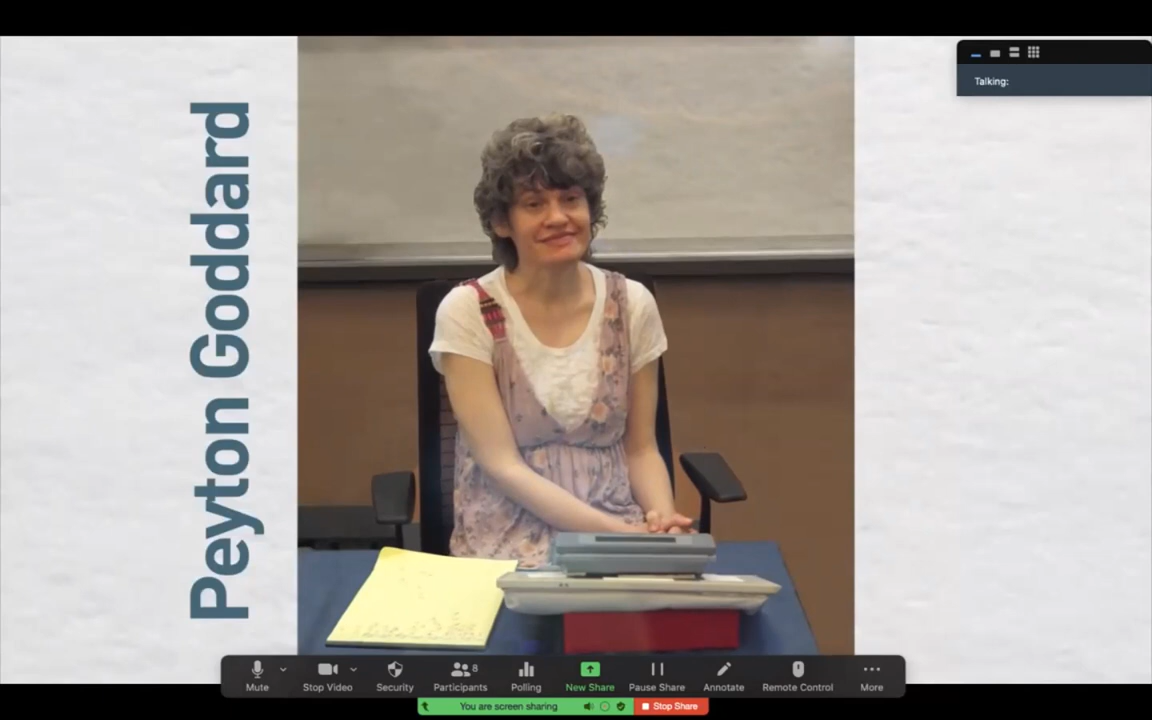 Peyton Goddard
Talking:
Mute
Stop Video
Security
Participants
8
Polling
New Share
Pause Share
Annotate
Remote Control
More
You are screen sharing
Stop Share